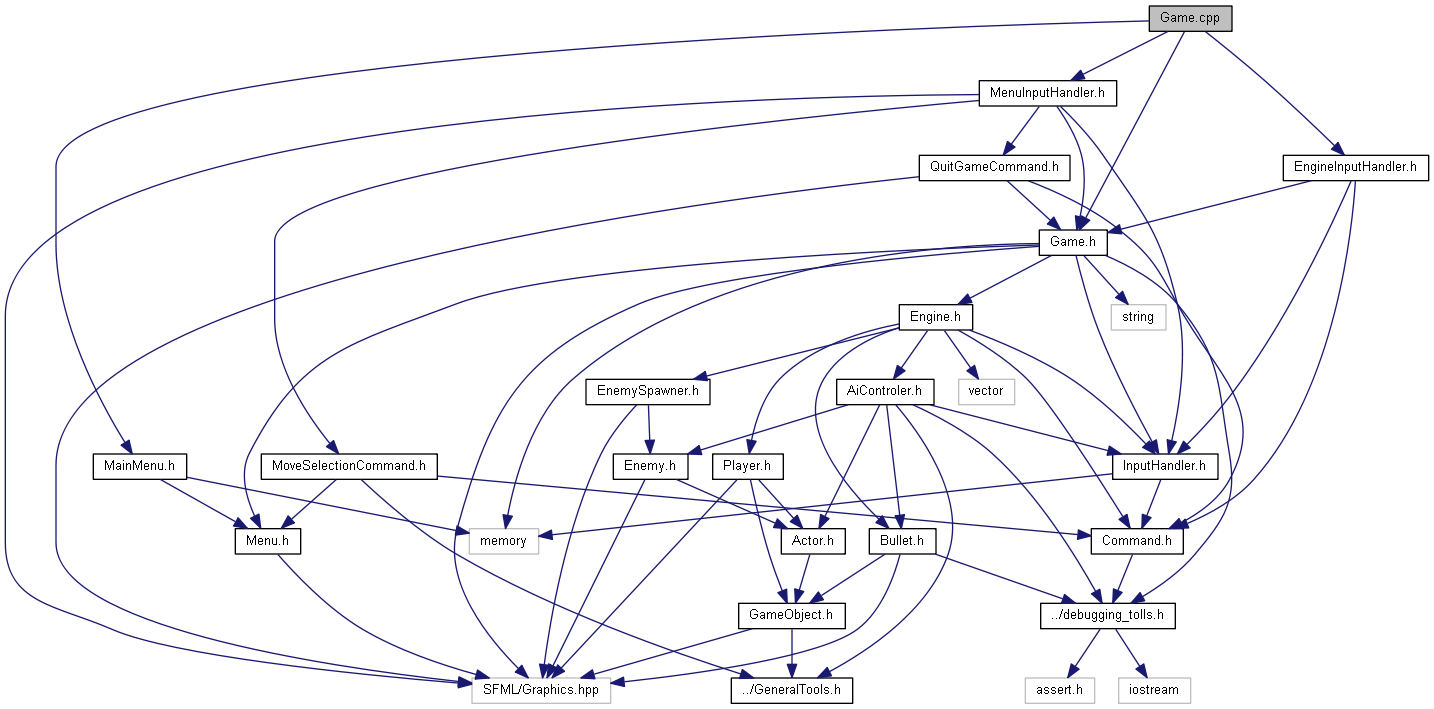 Game.cpp
MenuInputHandler.h
QuitGameCommand.h
EngineInputHandler.h
Game.h
Engine.h
string
EnemySpawner.h
AiControler.h
vector
MainMenu.h
MoveSelectionCommand.h
Enemy.h
Player.h
InputHandler.h
Menu.h
memory
Actor.h
Bullet.h
Command.h
GameObject.h
../debugging_tolls.h
SFML/Graphics.hpp
../GeneralTools.h
assert.h
iostream